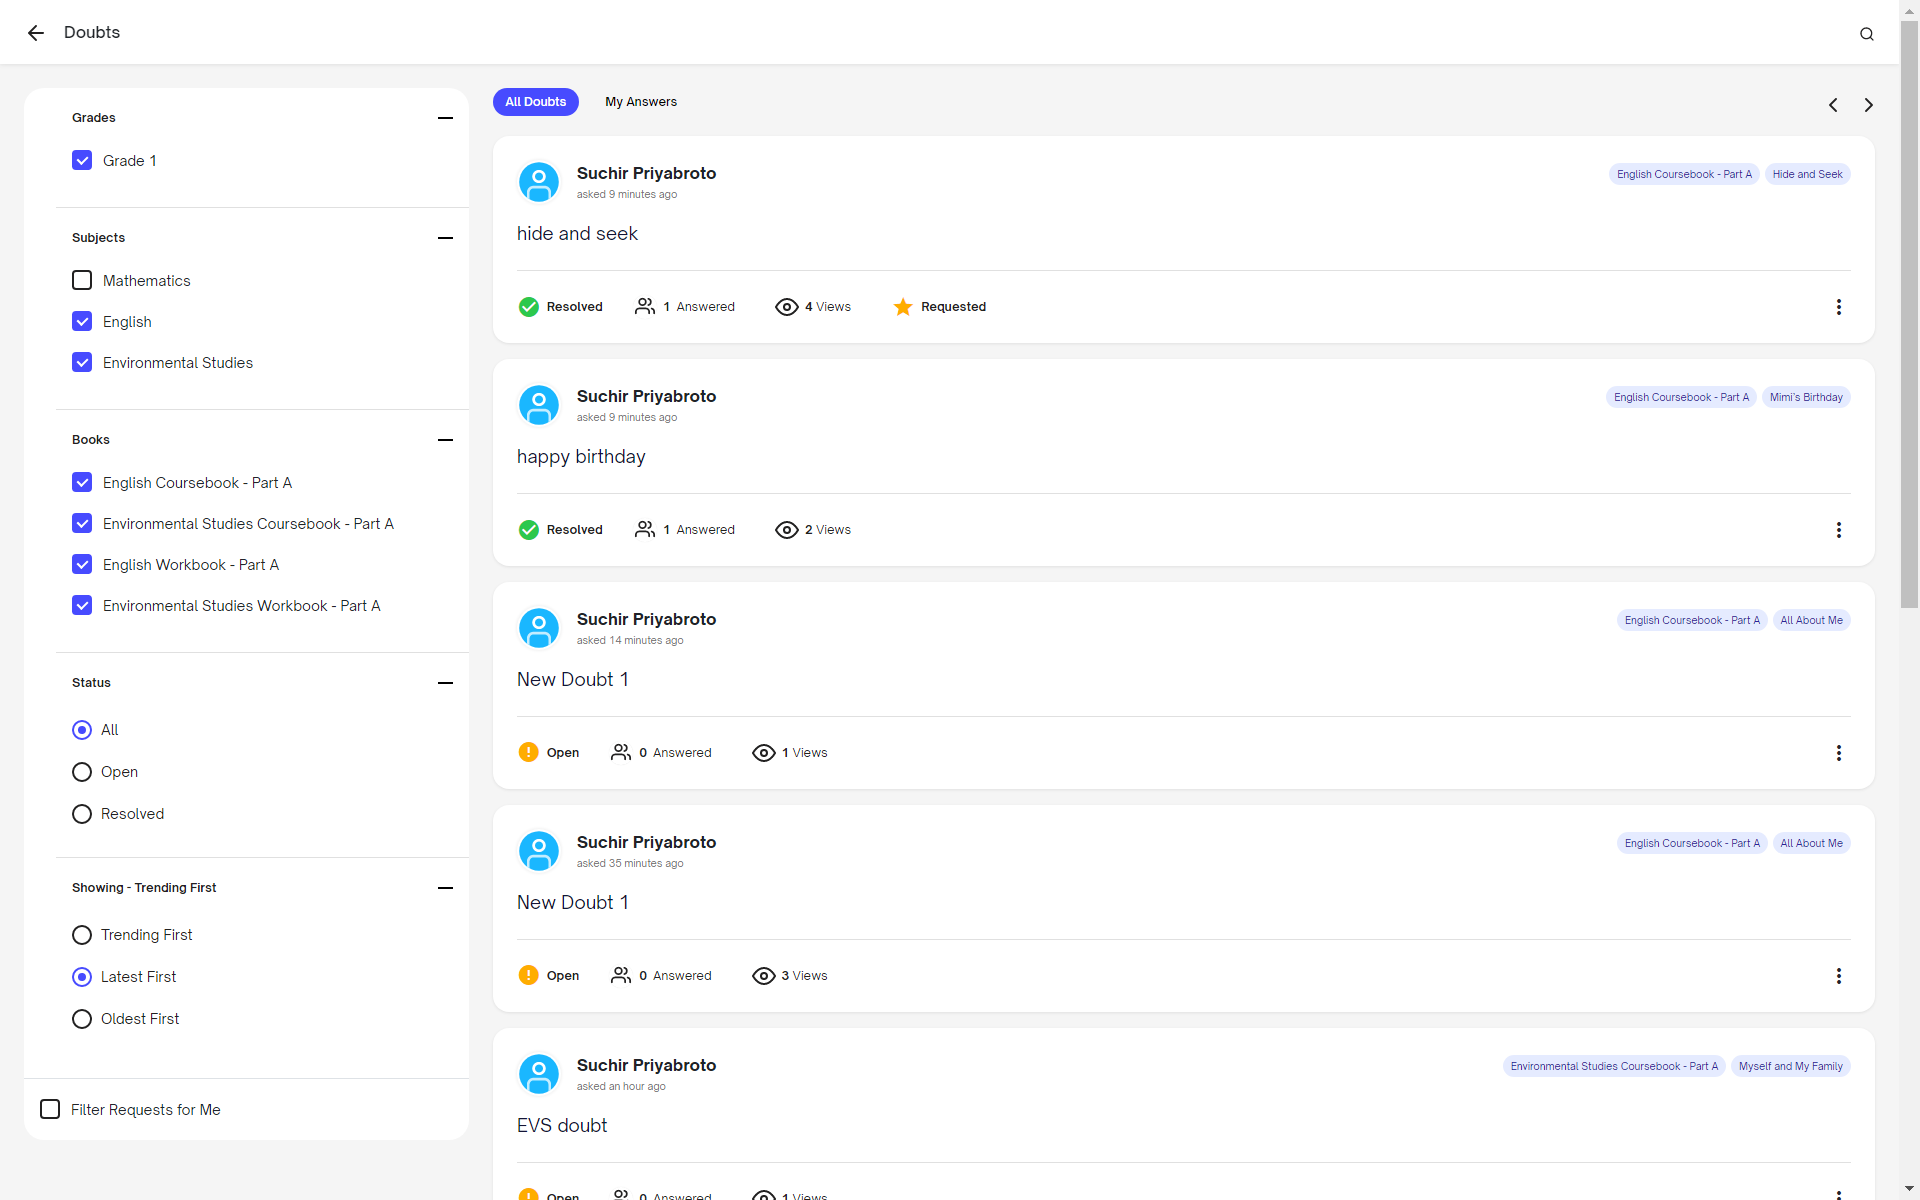 Doubts
Grades
Grade 1
Subjects
Mathematics
English
Environmental Studies
Books
English Coursebook - Part A
Environmental Studies Coursebook - Part A
English Workbook - Part A
Environmental Studies Workbook - Part A
Status
All
Open
Resolved
Showing - Trending First
Trending First
Latest First
Oldest First
Filter Requests for Me
All Doubts My Answers
Suchir Priyabroto English Coursebook - Part A Hide and Seek
asked 9 minutes ago
hide and seek
Resolved 1 Answered 4 Views Requested
Suchir Priyabroto English Coursebook - Part A Mimi's Birthday
asked 9 minutes ago
happy birthday
Resolved 1 Answered 2 Views
Suchir Priyabroto English Coursebook - Part A All About Me
asked 14 minutes ago
New Doubt 1
Open 0 Answered 1 Views
Suchir Priyabroto English Coursebook - Part A All About Me
asked 35 minutes ago
New Doubt 1
Open 0 Answered 3 Views
Suchir Priyabroto Environmental Studies Coursebook - Part A Myself and My Family
asked an hour ago
EVS doubt
Open 0 Answered 1 Views